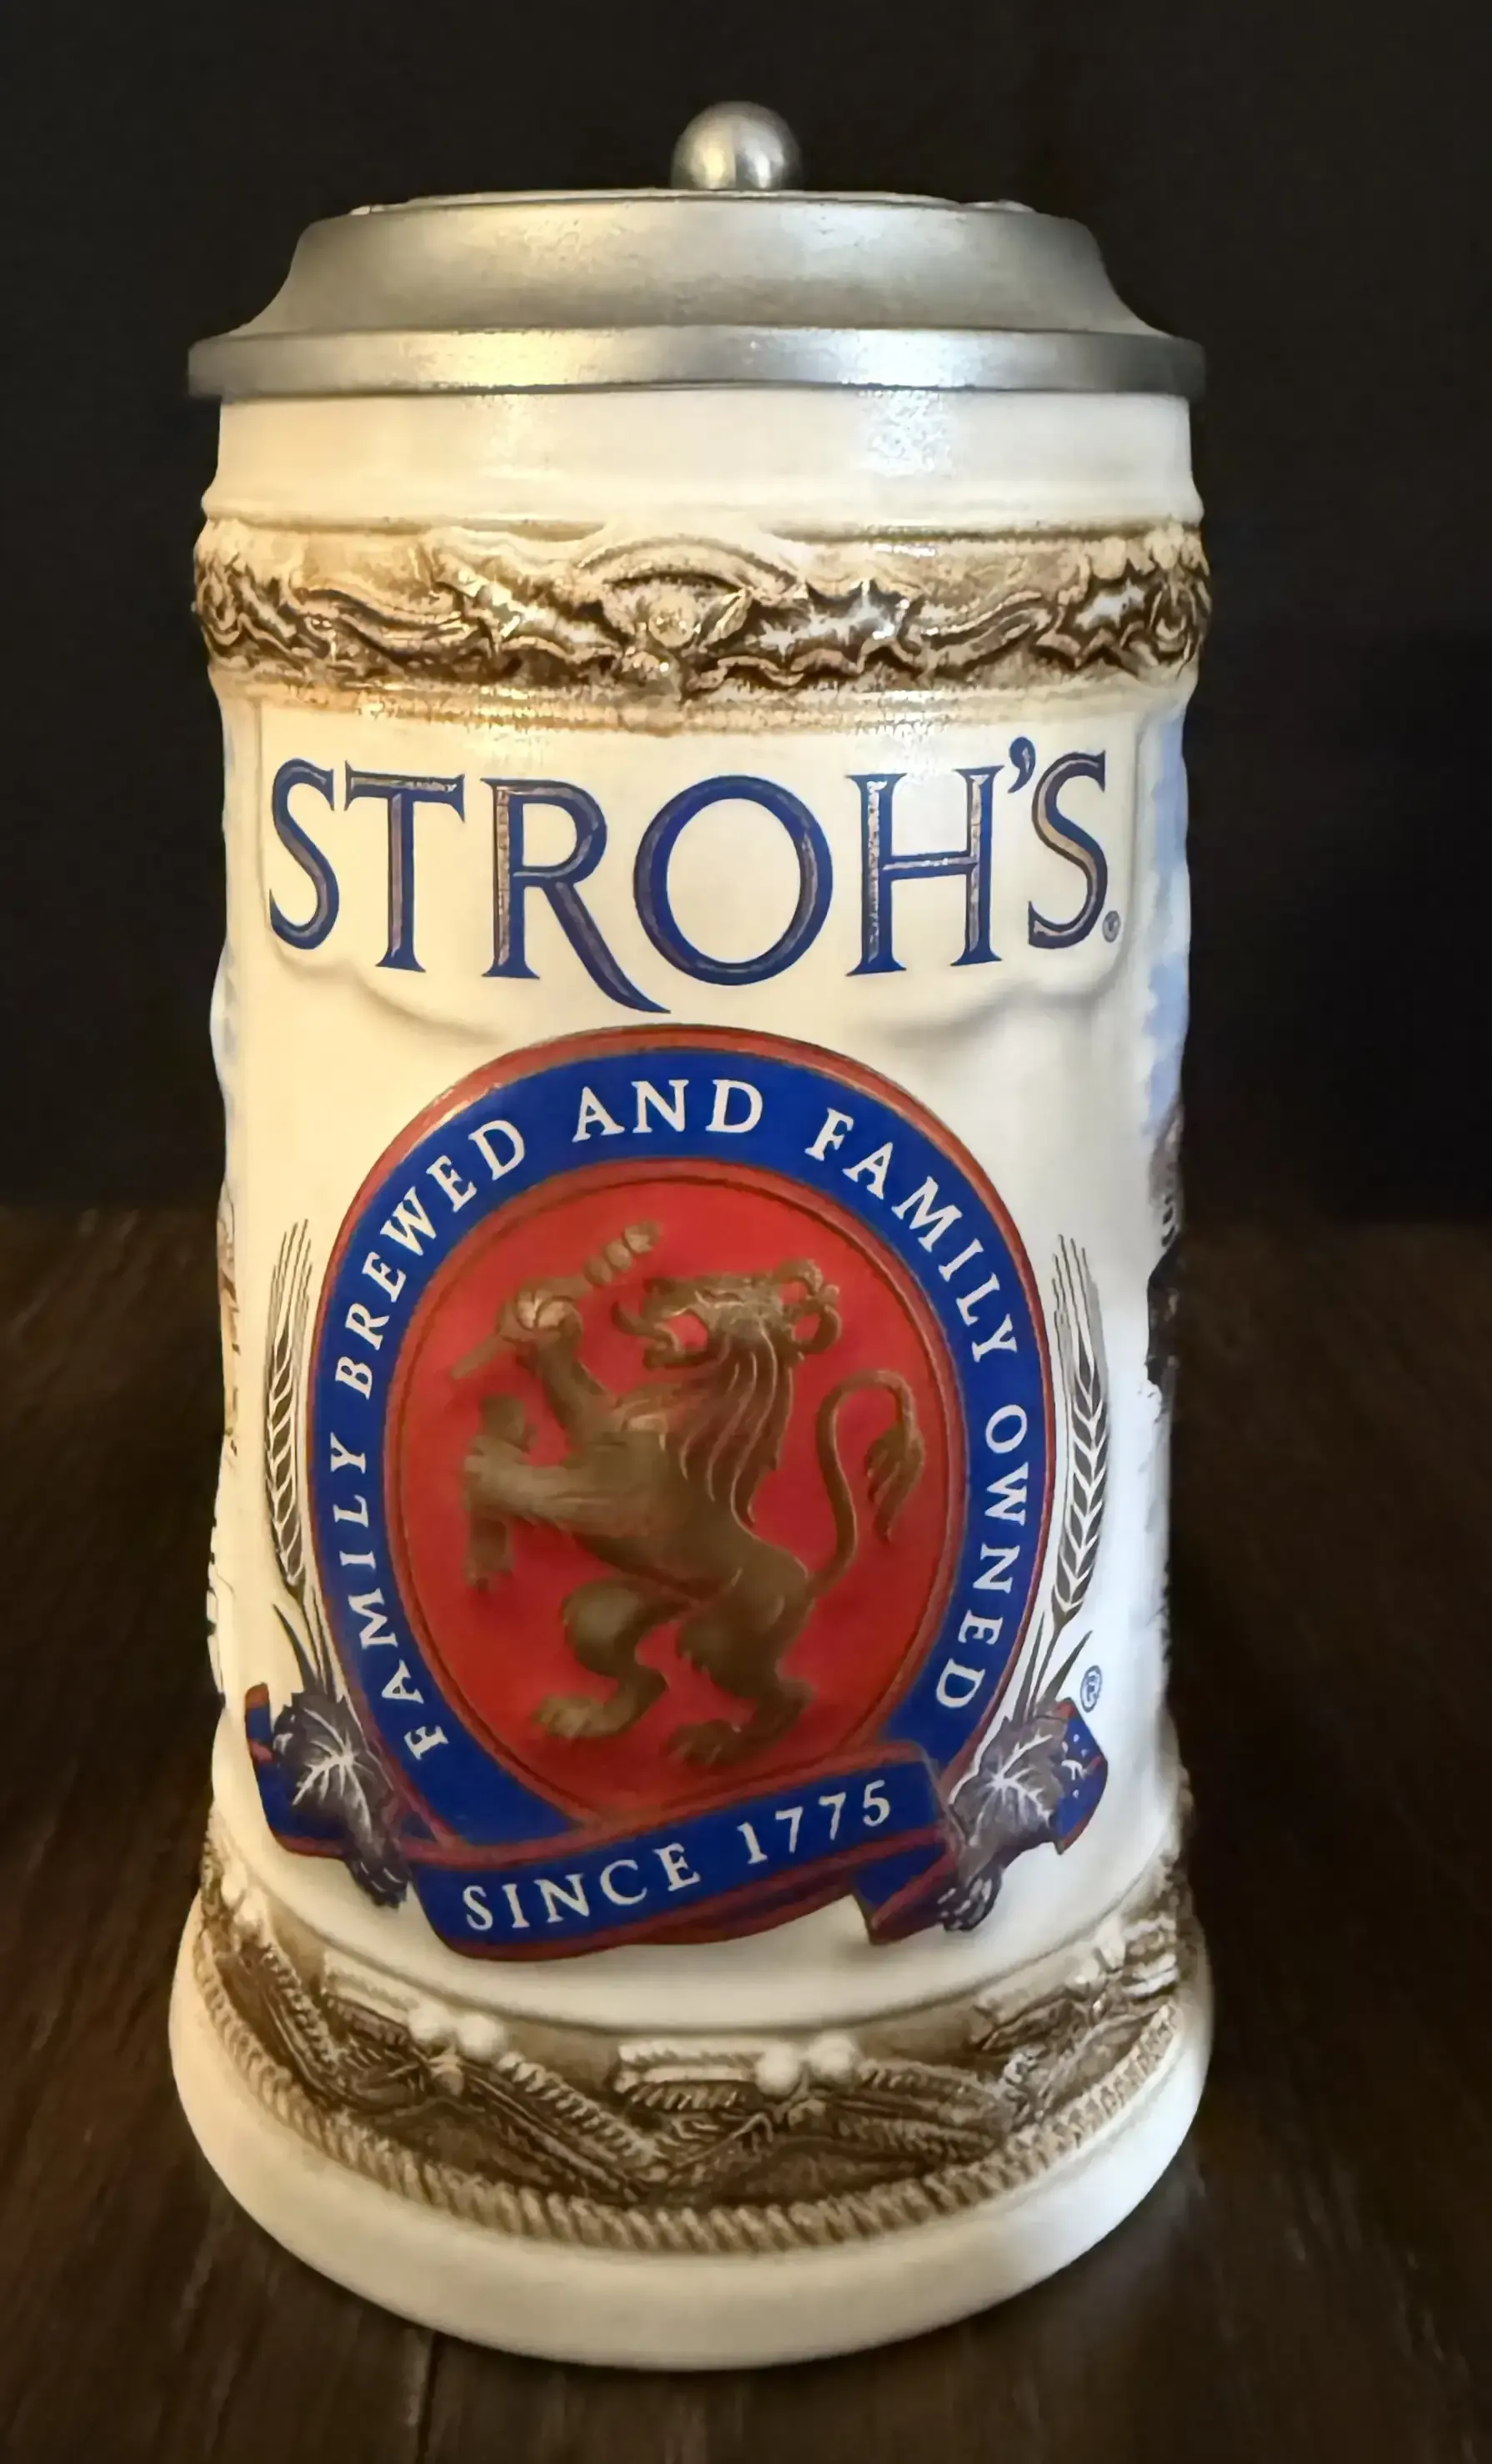 STROH'S®
FAMILY BREWED AND FAMILY OWNED
®
SINCE 1775